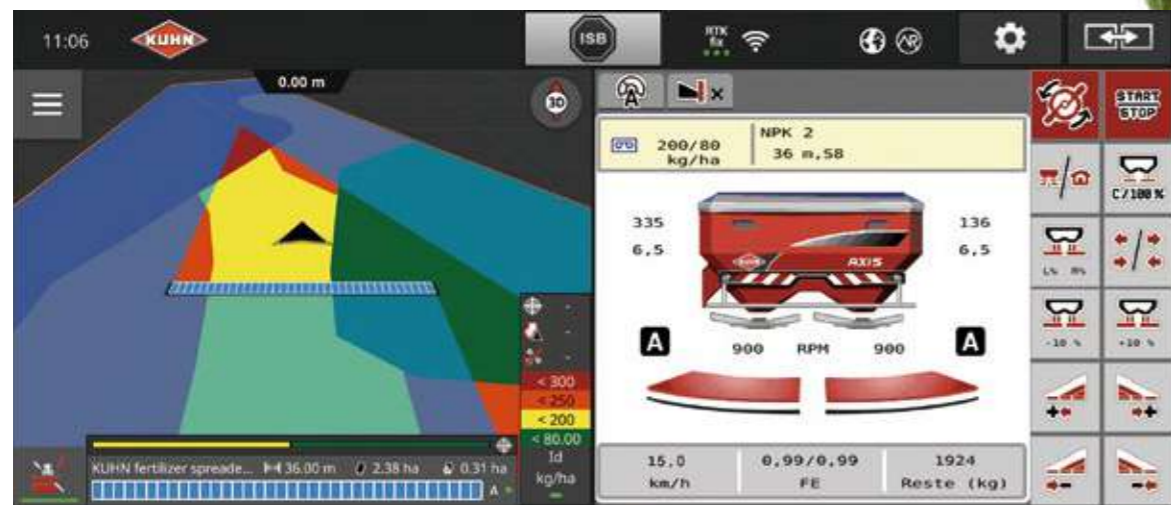 11:06
KUHN
ISB
RTK
fix
AR
0.00 m
3D
A
x
START
STOP
200/80
kg/ha
NPK 2
36 m,58
C/100 %
335
6,5
136
6,5
KUHN
AXIS
L% R%
A
900 RPM 900
A
-10 %
+10 %
< 300
< 250
< 200
< 80.00
Id
kg/ha
KUHN fertilizer spreade... 36.00 m 2.38 ha 0.31 ha
A
15,0
km/h
0,99/0,99
FE
1924
Reste (kg)